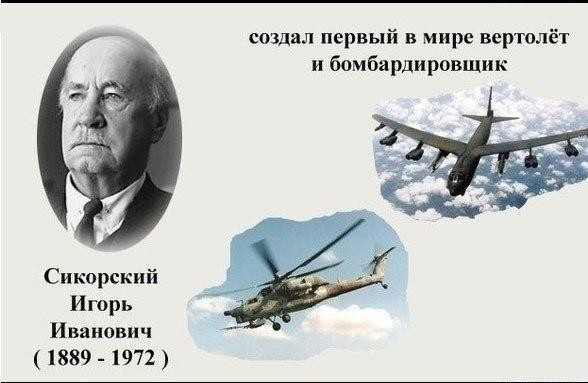 создал первый в мире вертолёт
и бомбардировщик
Сикорский
Игорь
Иванович
( 1889 - 1972 )